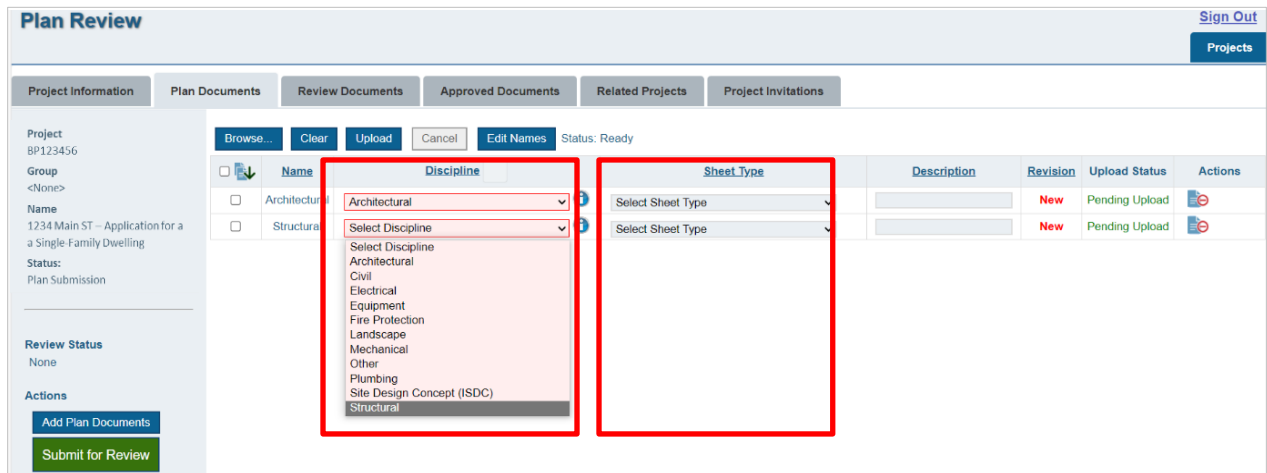 Plan Review
Sign Out
Projects
Project Information Plan Documents Review Documents Approved Documents Related Projects Project Invitations
Project
BP123456
Group
<None>
Name
1234 Main ST – Application for a
a Single-Family Dwelling
Status:
Plan Submission
Review Status
None
Actions
Add Plan Documents
Submit for Review
Browse... Clear Upload Cancel Edit Names Status: Ready
Name Discipline Sheet Type Description Revision Upload Status Actions
Architectural Architectural Select Sheet Type New Pending Upload
Structural Select Discipline Select Sheet Type New Pending Upload
Select Discipline
Architectural
Civil
Electrical
Equipment
Fire Protection
Landscape
Mechanical
Other
Plumbing
Site Design Concept (ISDC)
Structural